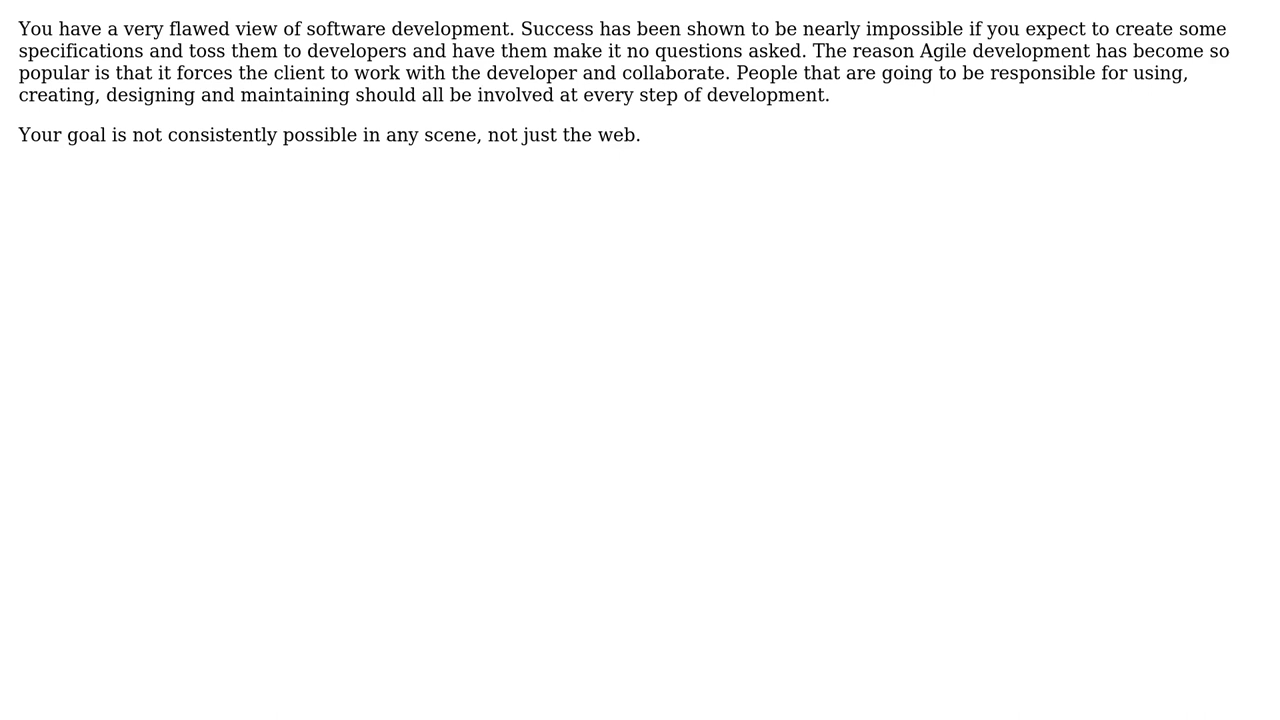 You have a very flawed view of software development. Success has been shown to be nearly impossible if you expect to create some
specifications and toss them to developers and have them make it no questions asked. The reason Agile development has become so
popular is that it forces the client to work with the developer and collaborate. People that are going to be responsible for using,
creating, designing and maintaining should all be involved at every step of development.
Your goal is not consistently possible in any scene, not just the web.